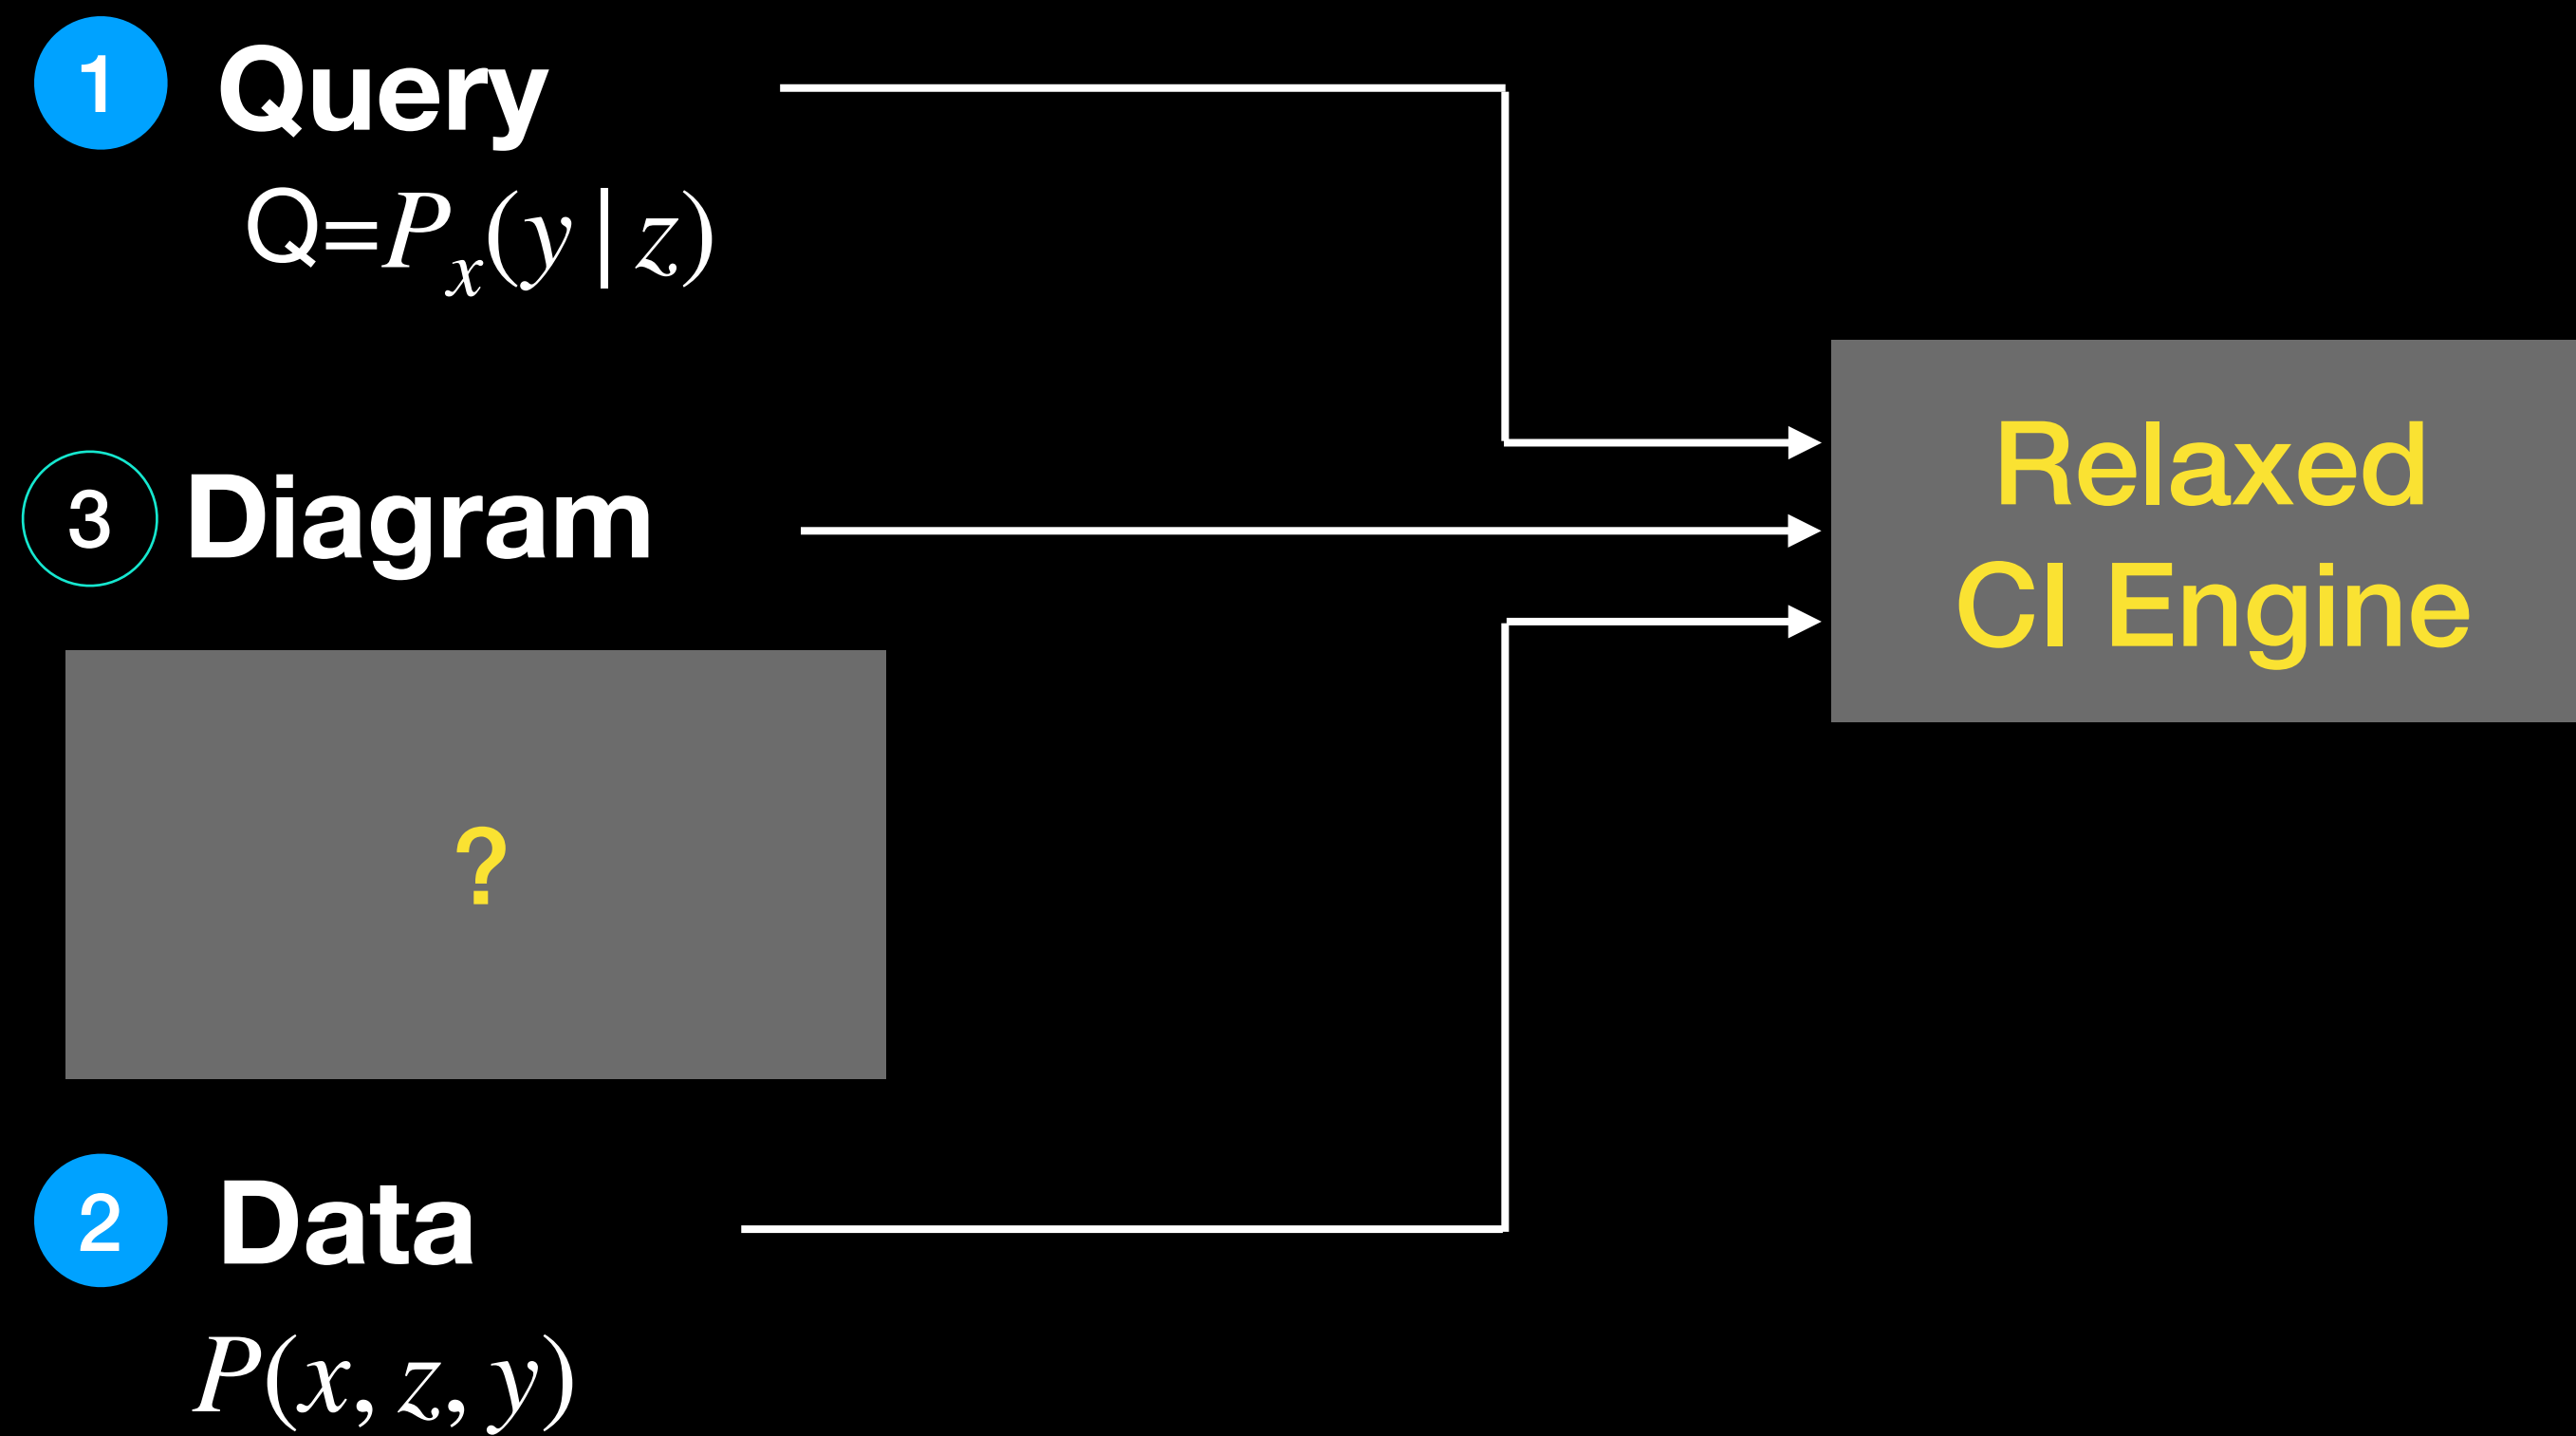 1 Query
Q=Pₓ(y | z)
3 Diagram
?
2 Data
P(x, z, y)
Relaxed
CI Engine